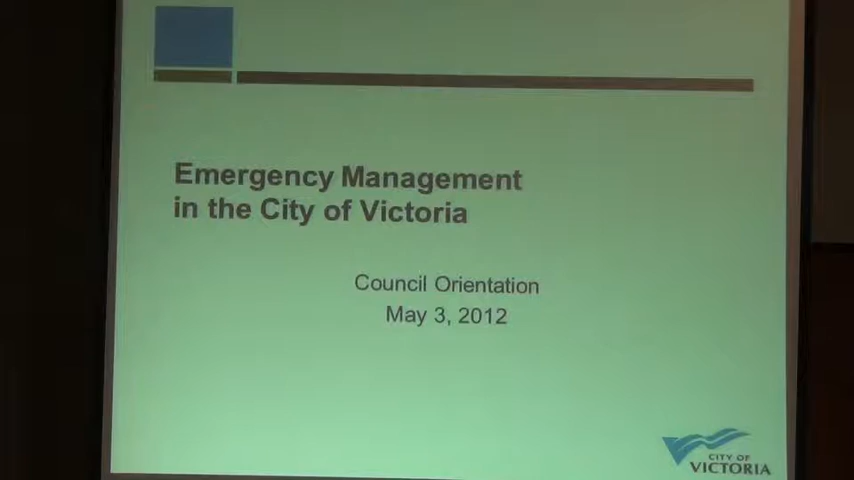 Emergency Management
in the City of Victoria
Council Orientation
May 3, 2012
CITY OF
VICTORIA